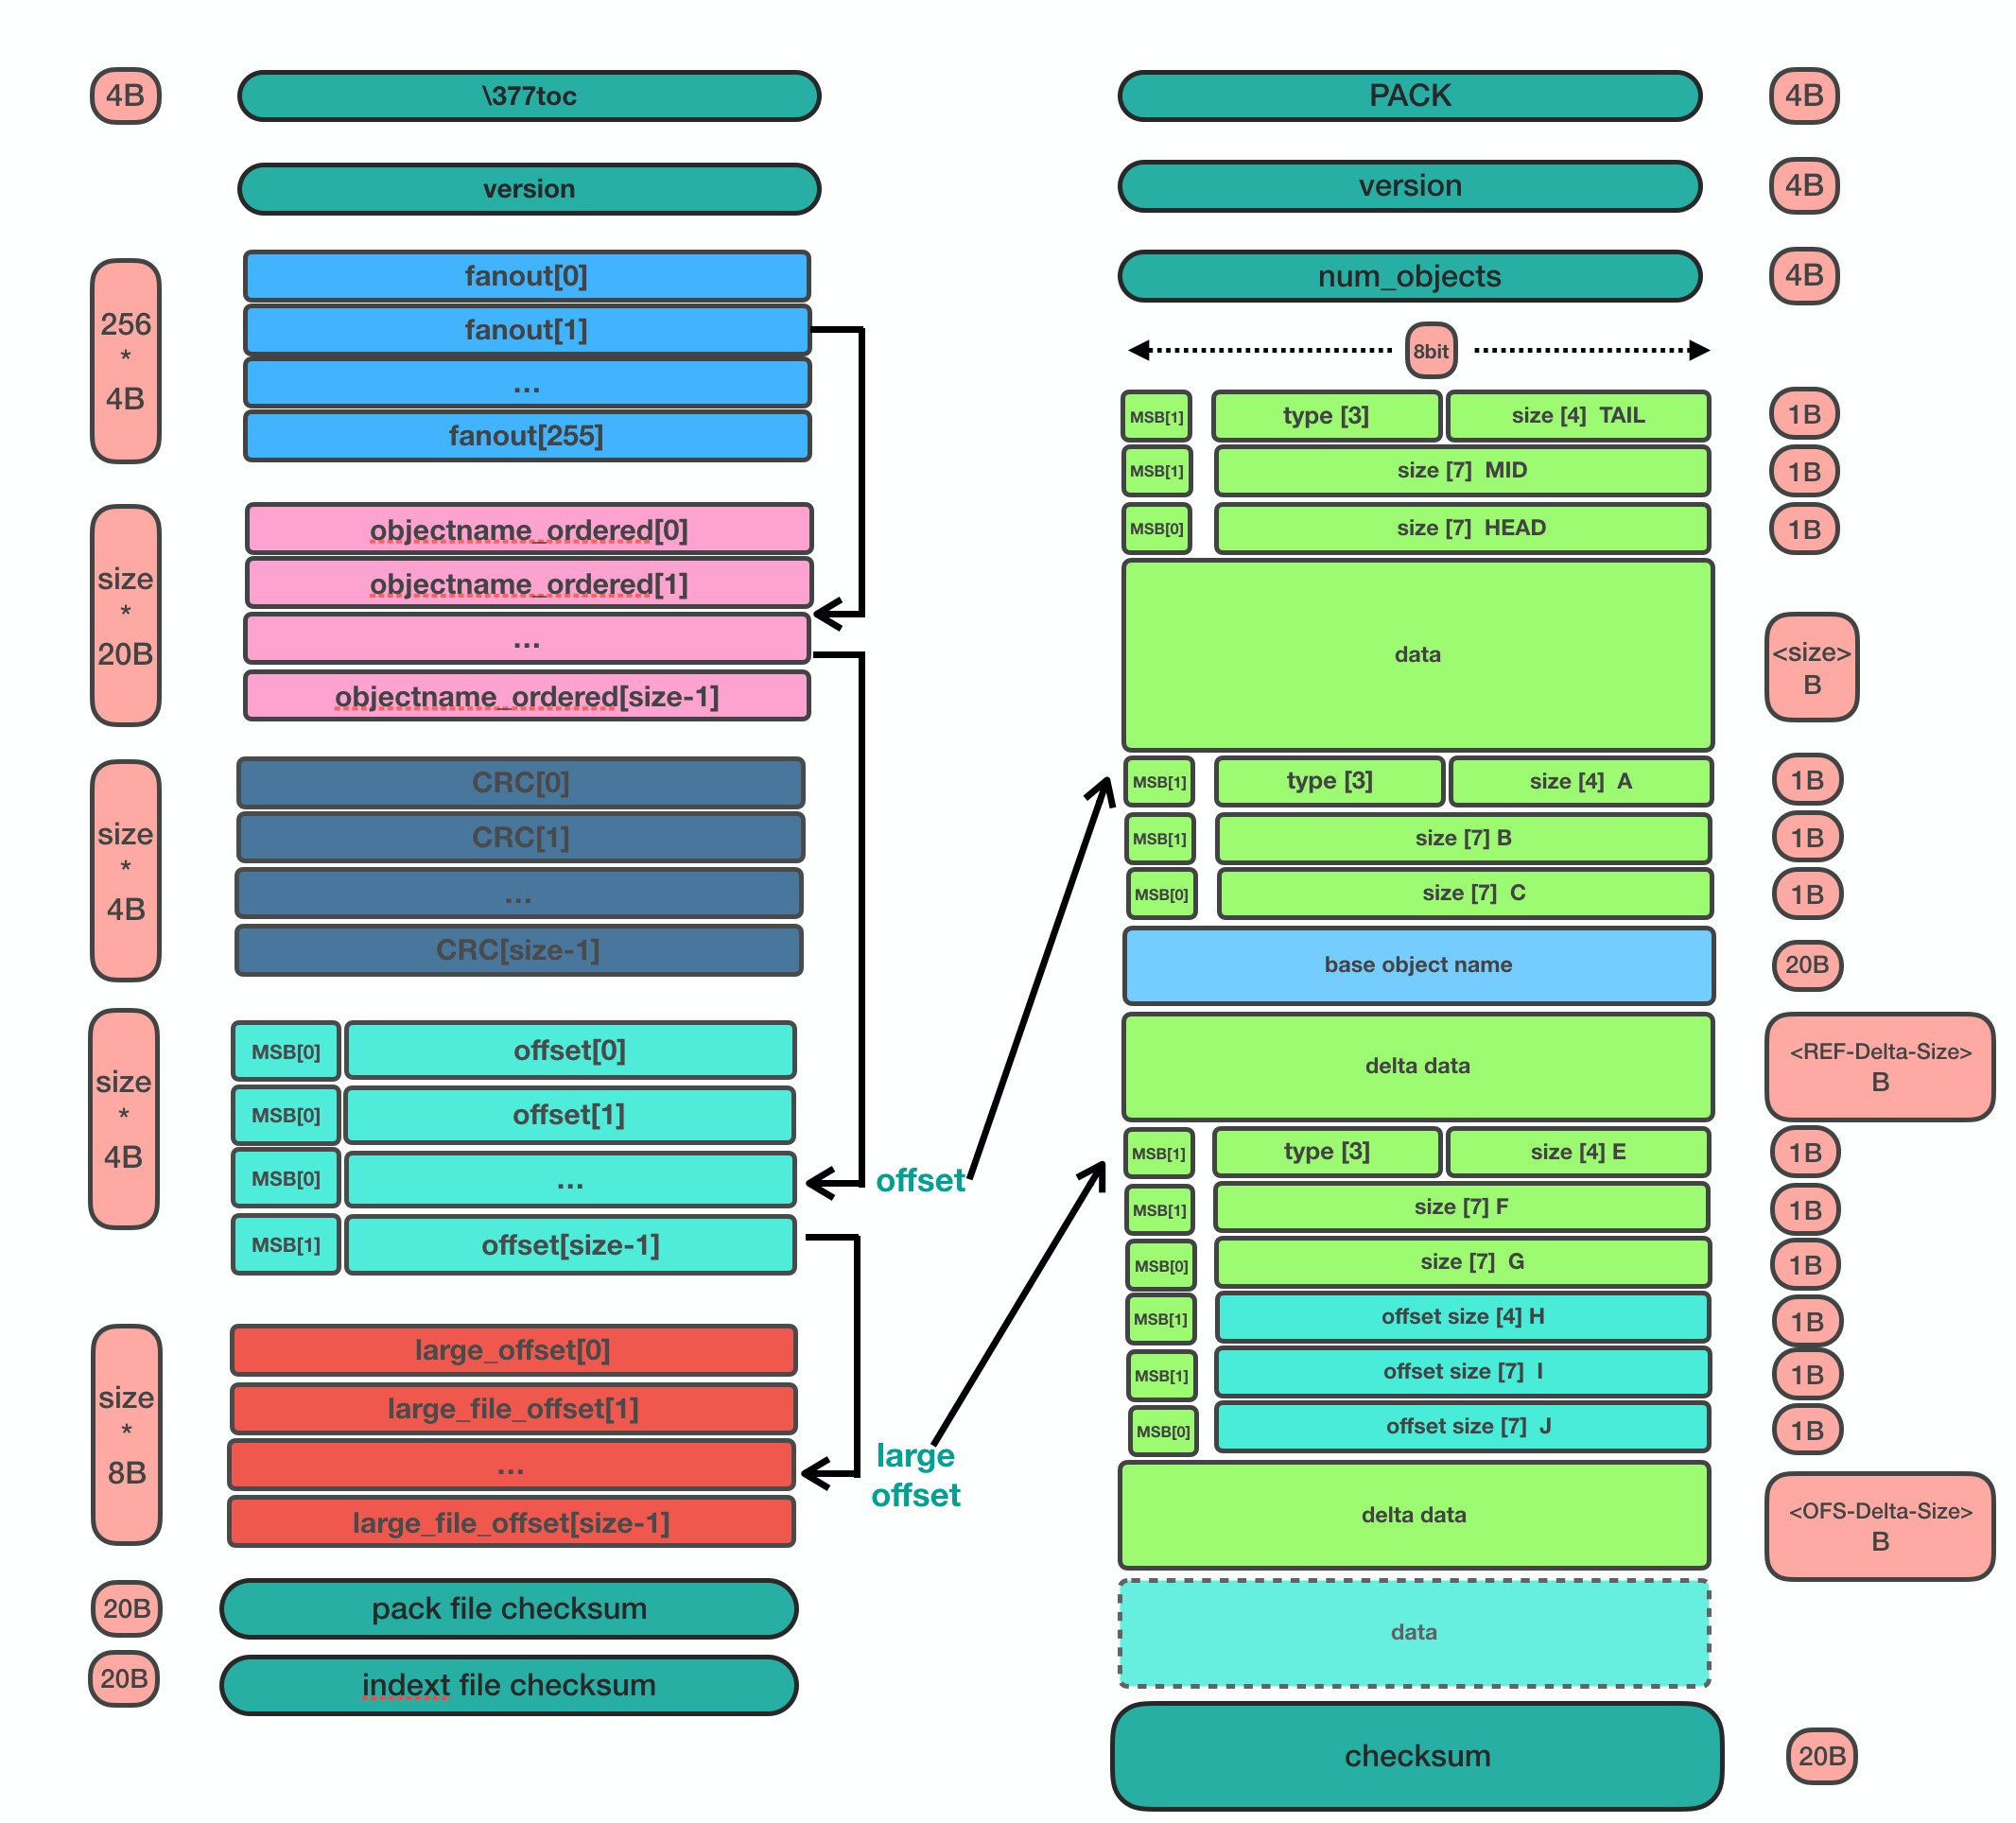 4B
\377toc
version
256
*
4B
fanout[0]
fanout[1]
...
fanout[255]
size
*
20B
objectname_ordered[0]
objectname_ordered[1]
...
objectname_ordered[size-1]
size
*
4B
CRC[0]
CRC[1]
...
CRC[size-1]
size
*
4B
MSB[0] offset[0]
MSB[0] offset[1]
MSB[0] ...
MSB[1] offset[size-1]
offset
size
*
8B
large_offset[0]
large_file_offset[1]
...
large_file_offset[size-1]
large
offset
20B
pack file checksum
20B
indext file checksum
PACK 4B
version 4B
num_objects 4B
8bit
MSB[1] type [3] size [4] TAIL 1B
MSB[1] size [7] MID 1B
MSB[0] size [7] HEAD 1B
data
<size>
B
MSB[1] type [3] size [4] A 1B
MSB[1] size [7] B 1B
MSB[0] size [7] C 1B
base object name 20B
delta data
<REF-Delta-Size>
B
MSB[1] type [3] size [4] E 1B
MSB[1] size [7] F 1B
MSB[0] size [7] G 1B
MSB[1] offset size [4] H 1B
MSB[1] offset size [7] I 1B
MSB[0] offset size [7] J 1B
delta data
<OFS-Delta-Size>
B
data
checksum 20B